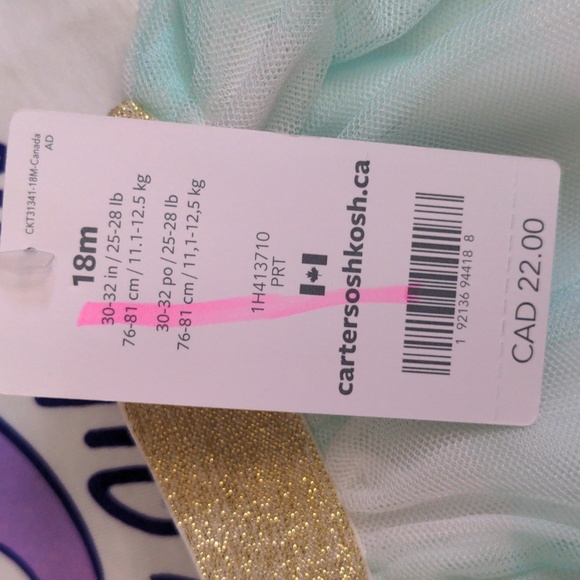 CKT31341-18M-Canada
AD
18m
30-32 in / 25-28 lb
76-81 cm / 11.1-12.5 kg
30-32 po / 25-28 lb
76-81 cm / 11,1-12,5 kg
1H413710
PRT
cartersoshkosh.ca
1 92136 94418 8
CAD 22.00